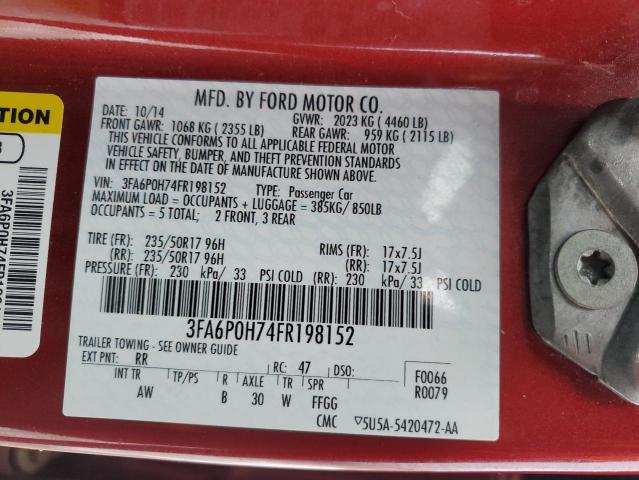 TION
8
3FA6P0H74FR198152
MFD. BY FORD MOTOR CO.
DATE: 10/14 GVWR: 2023 KG ( 4460 LB)
FRONT GAWR: 1068 KG ( 2355 LB) REAR GAWR: 959 KG ( 2115 LB)
THIS VEHICLE CONFORMS TO ALL APPLICABLE FEDERAL MOTOR
VEHICLE SAFETY, BUMPER, AND THEFT PREVENTION STANDARDS
IN EFFECT ON THE DATE OF MANUFACTURE SHOWN ABOVE.
VIN: 3FA6P0H74FR198152 TYPE: Passenger Car
MAXIMUM LOAD = OCCUPANTS + LUGGAGE = 385KG/ 850LB
OCCUPANTS = 5 TOTAL; 2 FRONT, 3 REAR
TIRE (FR): 235/50R17 96H RIMS (FR): 17x7.5J
(RR): 235/50R17 96H (RR): 17x7.5J
PRESSURE (FR): 230 kPa/ 33 PSI COLD (RR): 230 kPa/ 33 PSI COLD
3FA6P0H74FR198152
TRAILER TOWING - SEE OWNER GUIDE
EXT PNT: RR RC: 47 DSO: F0066
R0079
INT TR TP/PS R AXLE TR SPR
AW B 30 W FFGG
CMC ▽5U5A-5420472-AA